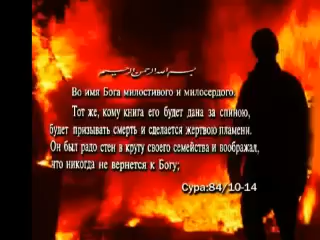 بسم الله الرحمن الرحيم
Во имя Бога милостивого и милосердого.
Тот же, кому книга его будет дана за спиною,
будет призывать смерть и сделается жертвою пламени.
Он был радо стен в кругу своего семейства и воображал,
что никогда не вернется к Богу;
Сура:84/10-14